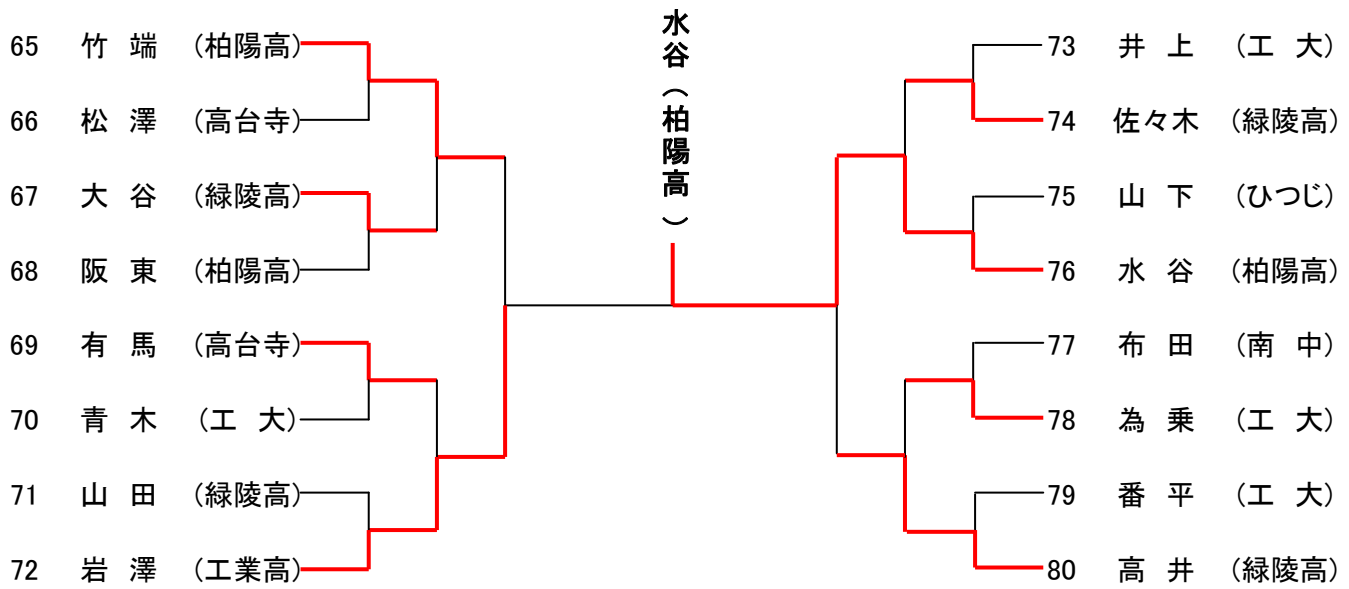 水谷（柏陽高）
65 竹 端 （柏陽高）
66 松 澤 （高台寺）
67 大 谷 （緑陵高）
68 阪 東 （柏陽高）
69 有 馬 （高台寺）
70 青 木 （工 大）
71 山 田 （緑陵高）
72 岩 澤 （工業高）
73 井 上 （工 大）
74 佐々木 （緑陵高）
75 山 下 （ひつじ）
76 水 谷 （柏陽高）
77 布 田 （南 中）
78 為 乗 （工 大）
79 番 平 （工 大）
80 高 井 （緑陵高）